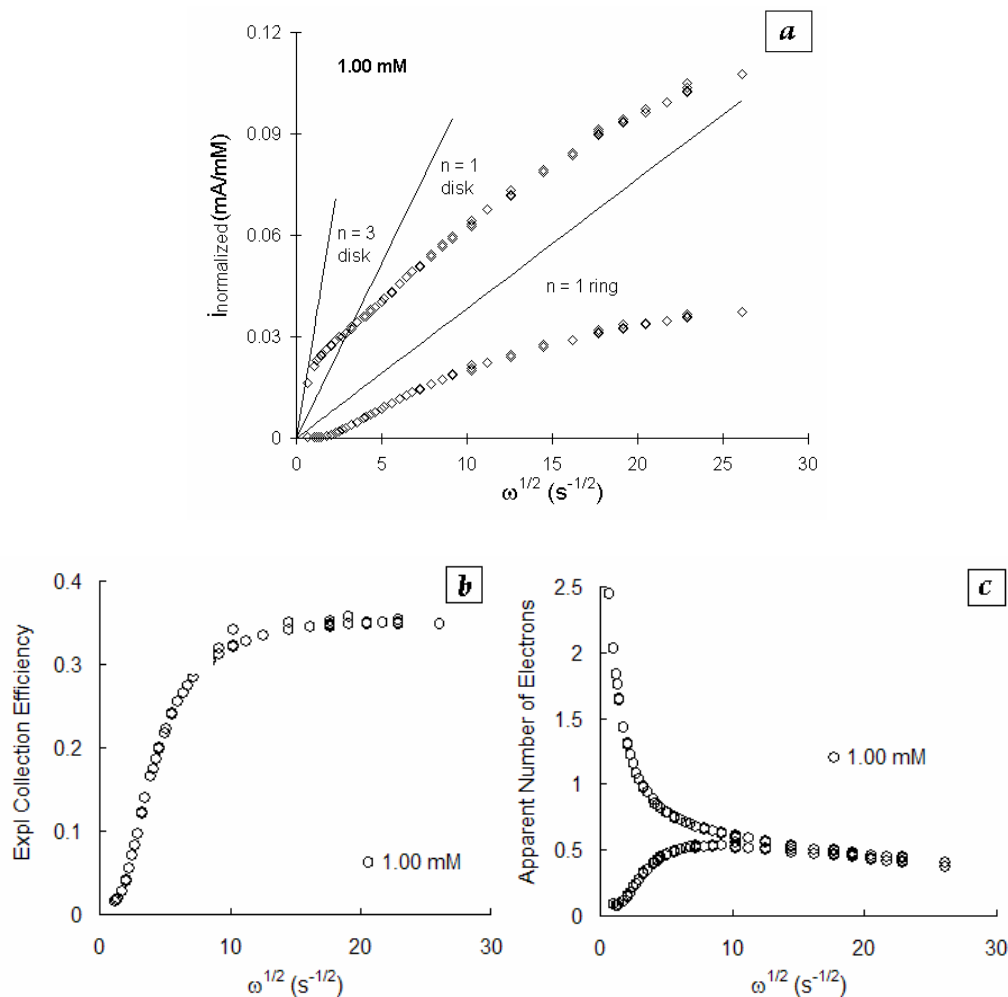 a
1.00 mM
0.12
0.09
0.06
0.03
0
n = 1
disk
n = 3
disk
n = 1 ring
inormalized(mA/mM)
0 5 10 15 20 25 30
ω1/2 (s-1/2)
b
0.4
0.3
0.2
0.1
0
Expl Collection Efficiency
1.00 mM
0 10 20 30
ω1/2 (s-1/2)
c
2.5
2
1.5
1
0.5
0
Apparent Number of Electrons
1.00 mM
0 10 20 30
ω1/2 (s-1/2)